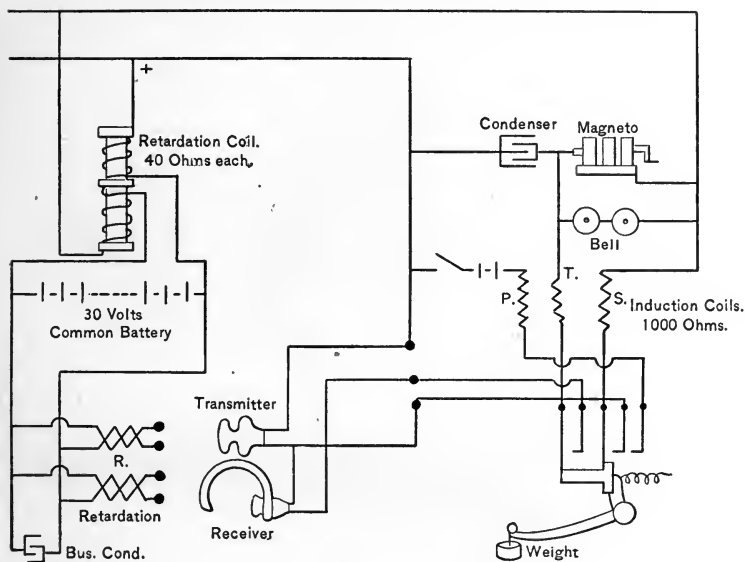 +
Retardation Coil.
40 Ohms each.
Condenser
Magneto
Bell
T.
P.
S.
Induction Coils.
1000 Ohms.
30 Volts
Common Battery
Transmitter
R.
Retardation
Receiver
Bus. Cond.
Weight